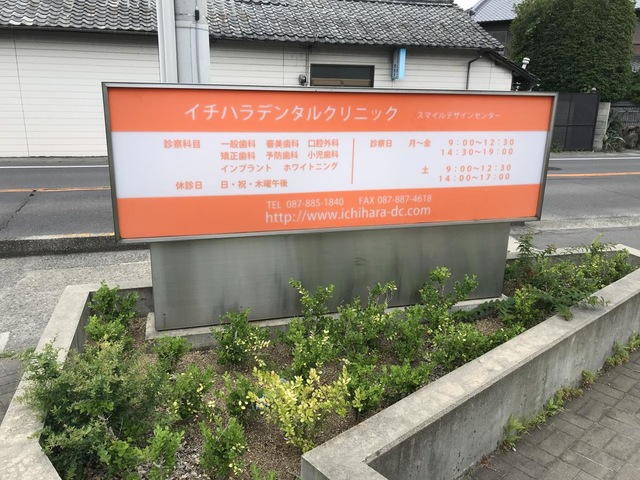 イチハラデンタルクリニック スマイルデザインセンター
診察科目 一般歯科 審美歯科 口腔外科
矯正歯科 予防歯科 小児歯科
インプラント ホワイトニング
休診日 日・祝・木曜午後
診察日 月～金 9：00～12：30
14：30～19：00
土 9：00～12：30
14：00～17：00
TEL 087-885-1840 FAX 087-887-4618
http://www.ichihara-dc.com